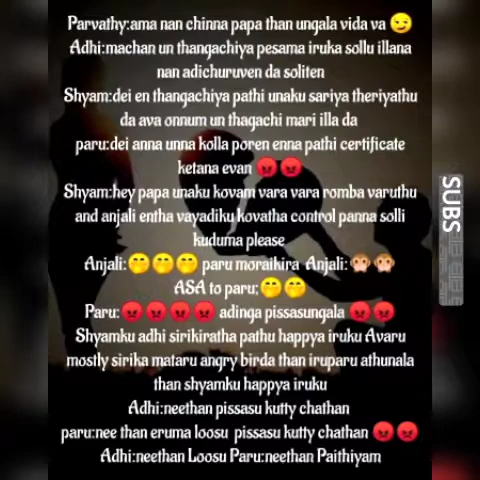 Parvathy:ama nan chinna papa than ungala vida va 😏
Adhi:machan un thangachiya pesama iruka sollu illana
nan adichuruven da soliten
Shyam:dei en thangachiya pathi unaku sariya theriyathu
da ava onnum un thagachi mari illa da
paru:dei anna unna kolla poren enna pathi certificate
ketana evan 😡😡
Shyam:hey papa unaku kovam vara vara romba varuthu
and anjali entha vayadiku kovatha control panna solli
kuduma please
Anjali:🤭🤭🤭 paru moraikira Anjali:🙊🙊
ASA to paru;🤭🤭
Paru:😡😡😡😡 adinga pissasungala 😡😡
Shyamku adhi sirikiratha pathu happya iruku Avaru
mostly sirika mataru angry birda than iruparu athunala
than shyamku happya iruku
Adhi:neethan pissasu kutty chathan
paru:nee than eruma loosu pissasu kutty chathan 😡😡
Adhi:neethan Loosu Paru:neethan Paithiyam
SUBS